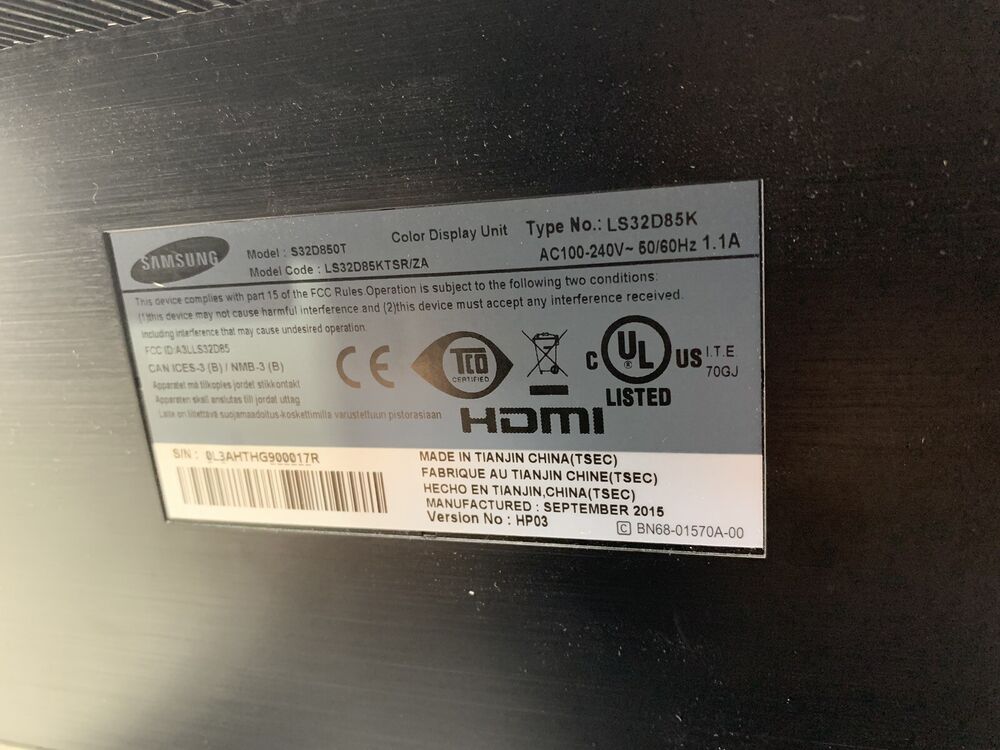 SAMSUNG
Model : S32D850T
Color Display Unit
Type No.: LS32D85K
Model Code : LS32D85KTSR/ZA
AC100-240V~ 50/60Hz 1.1A
This device complies with part 15 of the FCC Rules.Operation is subject to the following two conditions:
(1)this device may not cause harmful interference and (2)this device must accept any interference received.
including interference that may cause undesired operation.
FCC ID:A3LLS32D85
CAN ICES-3 (B) / NMB-3 (B)
Apparatet må tilkoples jordet stikkontakt
Apparaten skall anslutas till jordat uttag
Laite on liitettävä suojamaadoitus-koskettimilla varustettuun pistorasiaan
CE
TCO
CERTIFIED
C UL US
®
LISTED
I.T.E.
70GJ
HDMI
S/N : 0L3AHTHG900017R
MADE IN TIANJIN CHINA(TSEC)
FABRIQUE AU TIANJIN CHINE(TSEC)
HECHO EN TIANJIN,CHINA(TSEC)
MANUFACTURED : SEPTEMBER 2015
Version No : HP03
C BN68-01570A-00